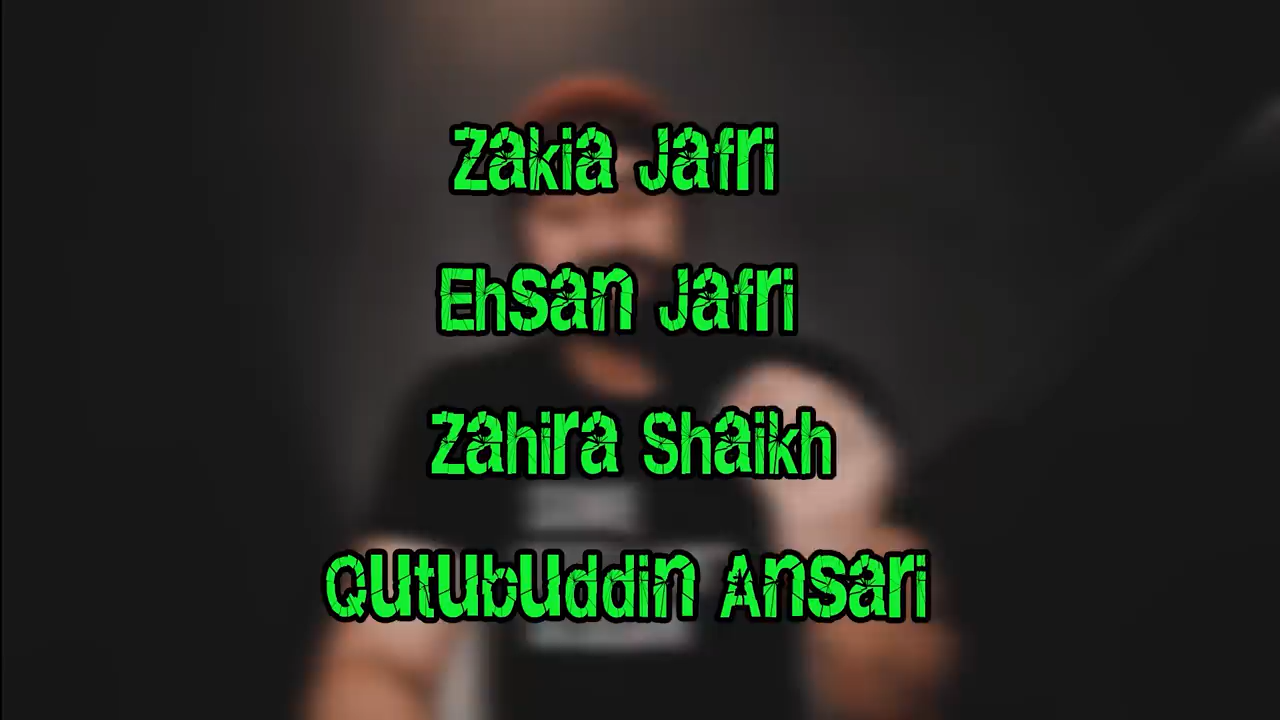 Zakia Jafri
Ehsan Jafri
Zahira Shaikh
Qutubuddin Ansari